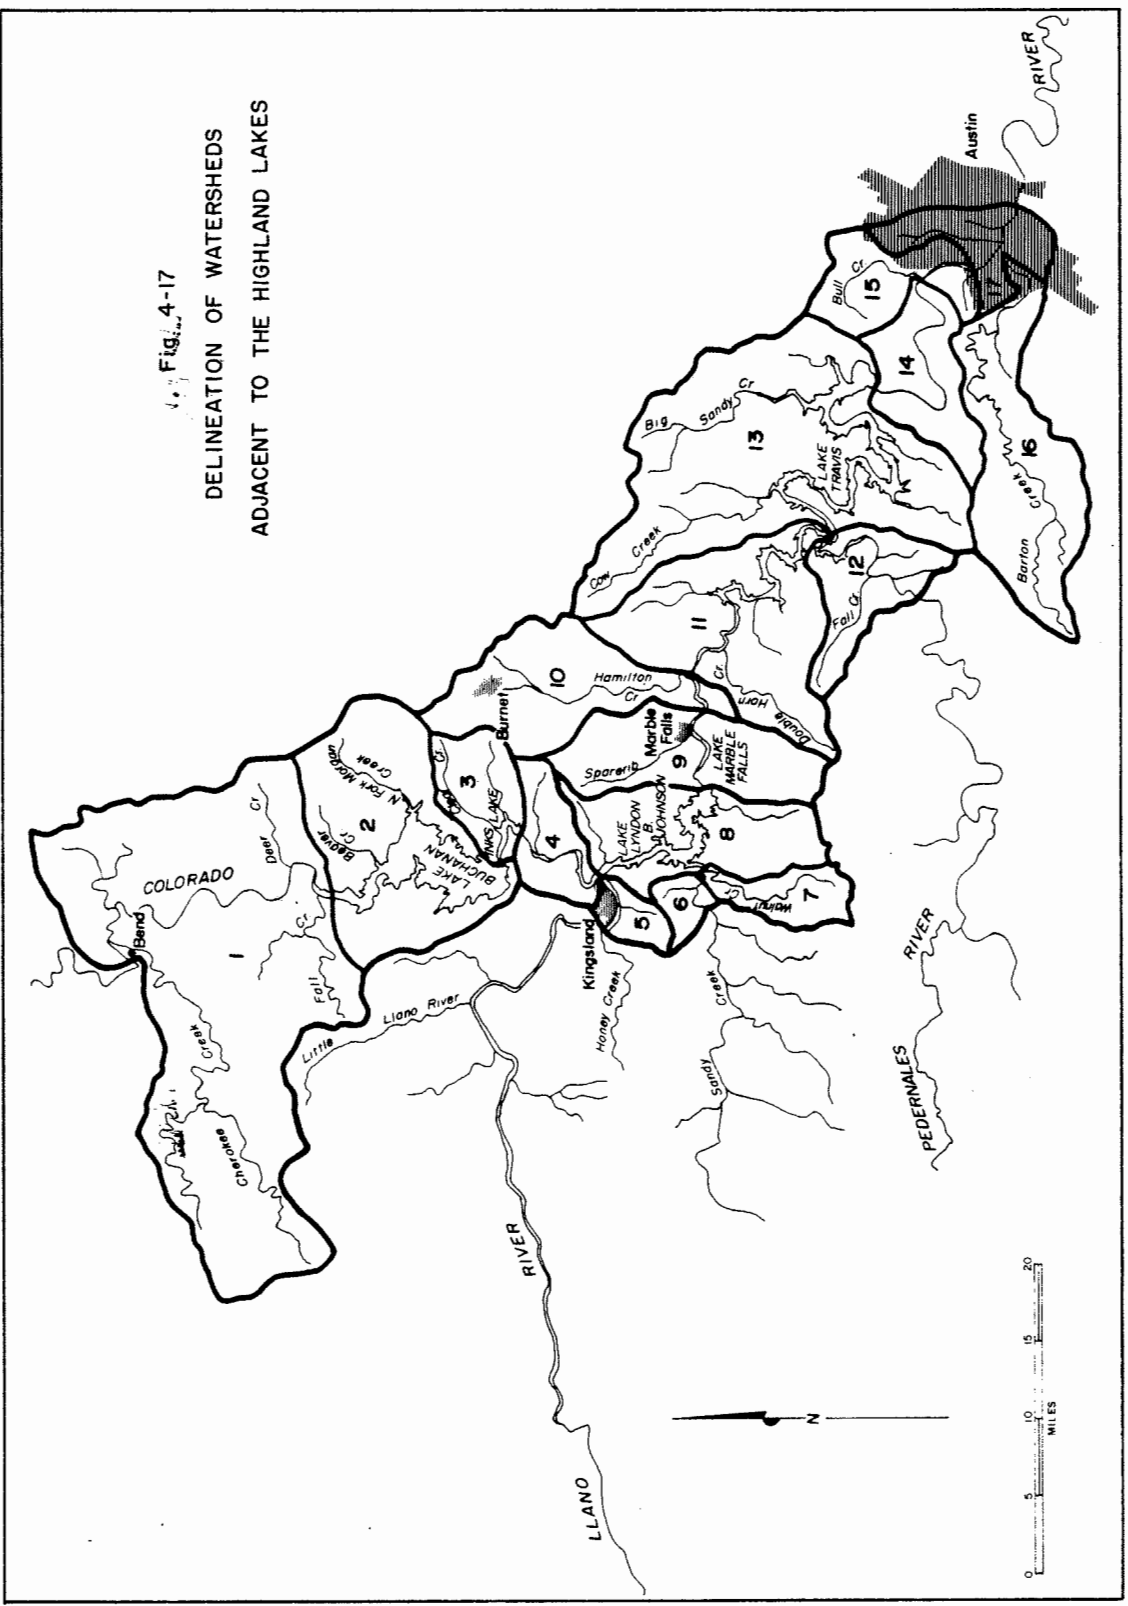 Fig. 4-17
DELINEATION OF WATERSHEDS
ADJACENT TO THE HIGHLAND LAKES
RIVER
Austin
Bull Cr.
15
17
14
16
Barton Creek
Big Sandy Cr
13
LAKE TRAVIS
Cow Creek
12
Fall Cr.
11
Double Horn Cr.
10
Hamilton Cr
Burnet
Marble Falls
9
Sparerib
LAKE MARBLE FALLS
3
Cr.
INKS LAKE
4
LAKE LYNDON B. JOHNSON
8
7
Walnut Cr
6
5
Kingsland
N Fork Morgan Creek
2
Beaver Cr
LAKE BUCHANAN
Deer Cr
COLORADO
Bend
1
Fall Cr
Cherokee Creek
Little Llano River
Honey Creek
Sandy Creek
PEDERNALES RIVER
LLANO RIVER
N
0 5 10 15 20
MILES